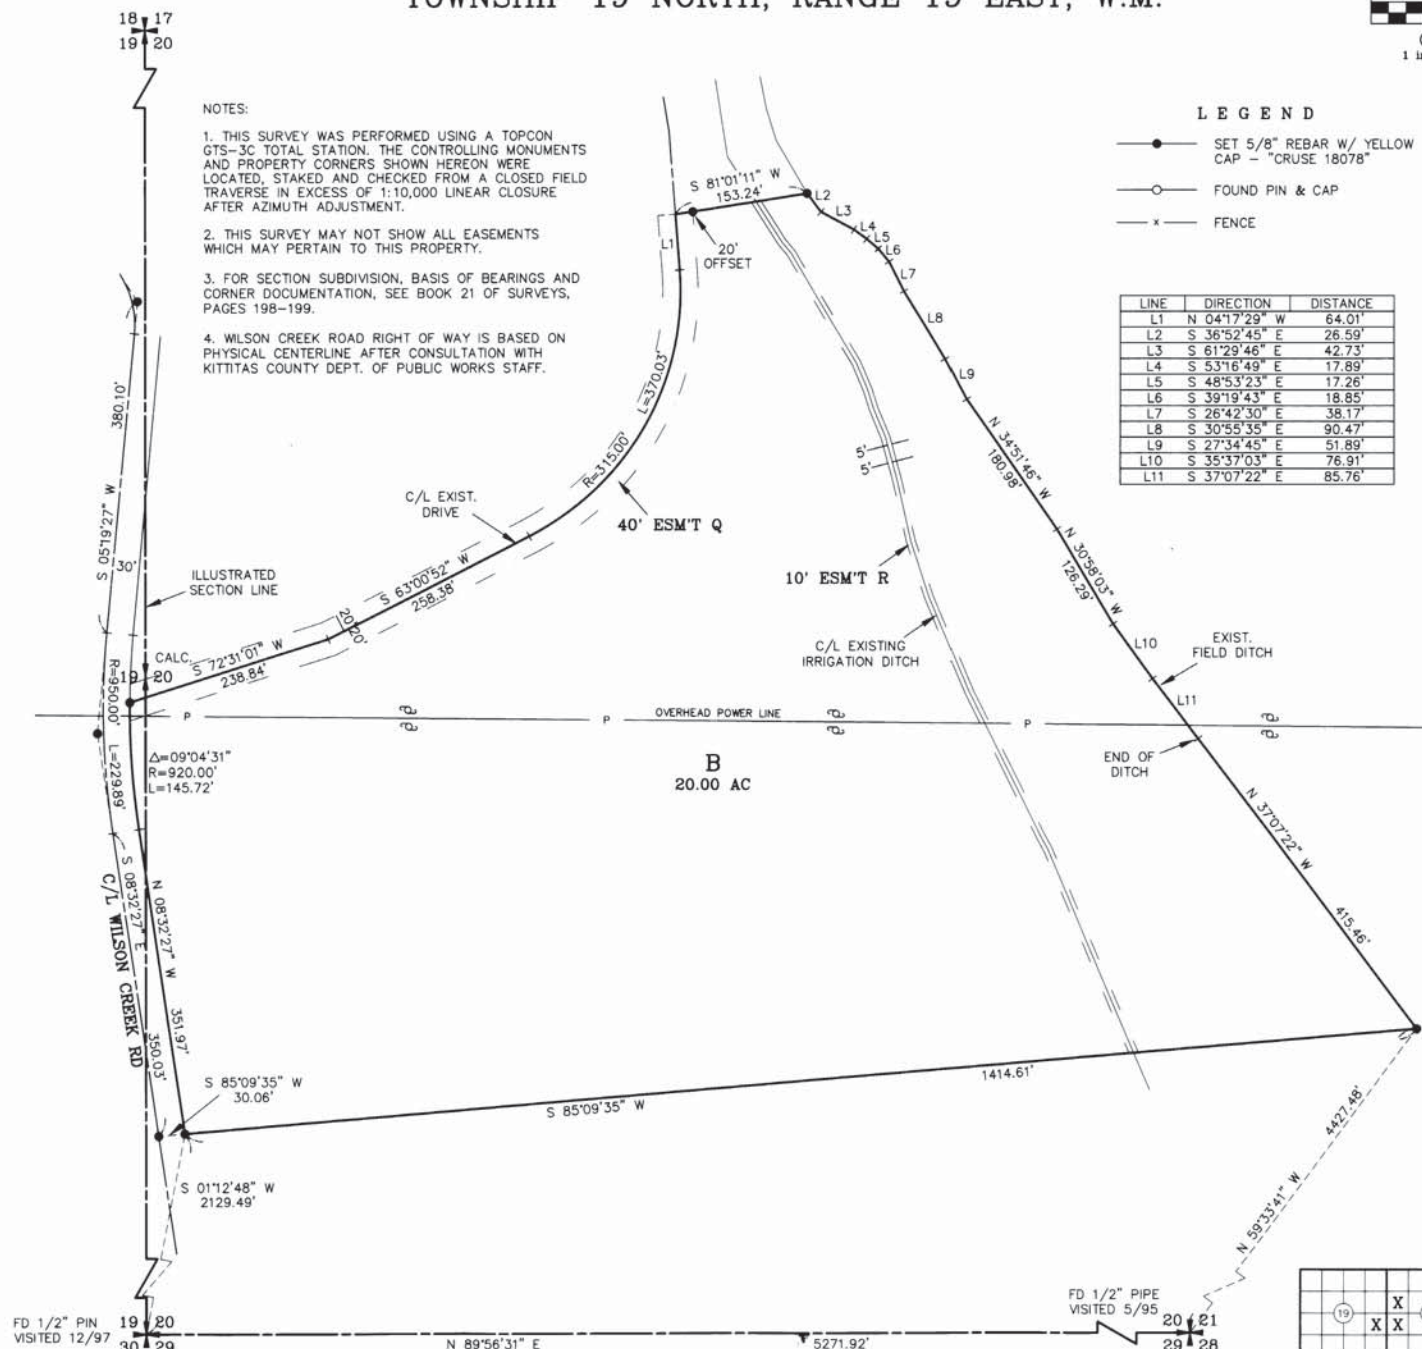 TOWNSHIP 19 NORTH, RANGE 19 EAST, W.M.
18 17
19 20
NOTES:
1. THIS SURVEY WAS PERFORMED USING A TOPCON
GTS-3C TOTAL STATION. THE CONTROLLING MONUMENTS
AND PROPERTY CORNERS SHOWN HEREON WERE
LOCATED, STAKED AND CHECKED FROM A CLOSED FIELD
TRAVERSE IN EXCESS OF 1:10,000 LINEAR CLOSURE
AFTER AZIMUTH ADJUSTMENT.
2. THIS SURVEY MAY NOT SHOW ALL EASEMENTS
WHICH MAY PERTAIN TO THIS PROPERTY.
3. FOR SECTION SUBDIVISION, BASIS OF BEARINGS AND
CORNER DOCUMENTATION, SEE BOOK 21 OF SURVEYS,
PAGES 198-199.
4. WILSON CREEK ROAD RIGHT OF WAY IS BASED ON
PHYSICAL CENTERLINE AFTER CONSULTATION WITH
KITTITAS COUNTY DEPT. OF PUBLIC WORKS STAFF.
LEGEND
SET 5/8" REBAR W/ YELLOW
CAP - "CRUSE 18078"
FOUND PIN & CAP
x FENCE
LINE DIRECTION DISTANCE
L1 N 04°17'29" W 64.01'
L2 S 36°52'45" E 26.59'
L3 S 61°29'46" E 42.73'
L4 S 53°16'49" E 17.89'
L5 S 48°53'23" E 17.26'
L6 S 39°19'43" E 18.85'
L7 S 26°42'30" E 38.17'
L8 S 30°55'35" E 90.47'
L9 S 27°34'45" E 51.89'
L10 S 35°37'03" E 76.91'
L11 S 37°07'22" E 85.76'
S 81°01'11" W
153.24'
20'
OFFSET
L1
L2
L3
L4
L5
L6
L7
L8
L9
N 34°51'46" W
180.98'
N 30°58'03" W
126.29'
L10
L11
EXIST.
FIELD DITCH
END OF
DITCH
N 37°07'22" W
415.46'
L=370.03'
R=315.00'
C/L EXIST.
DRIVE
40' ESM'T Q
5'
5'
10' ESM'T R
C/L EXISTING
IRRIGATION DITCH
S 63°00'52" W
258.38'
20'
20'
S 72°31'01" W
238.84'
380.10'
S 05°19'27" W
30'
ILLUSTRATED
SECTION LINE
CALC.
19 20
P
P
OVERHEAD POWER LINE
P
B
20.00 AC
R=950.00'
L=229.89'
Δ=09°04'31"
R=920.00'
L=145.72'
S 08°32'27" E
350.03'
C/L WILSON CREEK RD
N 08°32'27" W
351.97'
S 85°09'35" W
30.06'
S 85°09'35" W
1414.61'
S 01°12'48" W
2129.49'
4427.48'
N 59°33'41" W
FD 1/2" PIN
VISITED 12/97
19 20
30 29
N 89°56'31" E
5271.92'
FD 1/2" PIPE
VISITED 5/95
20 21
29 28
19
X
X X